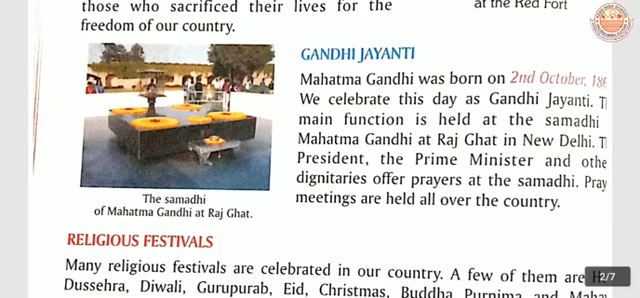 those who sacrificed their lives for the
at the Red Fort
freedom of our country.
GANDHI JAYANTI
Mahatma Gandhi was born on 2nd October, 186
We celebrate this day as Gandhi Jayanti. T
main function is held at the samadhi
Mahatma Gandhi at Raj Ghat in New Delhi. T
President, the Prime Minister and othe
dignitaries offer prayers at the samadhi. Pray
meetings are held all over the country.
The samadhi
of Mahatma Gandhi at Raj Ghat.
RELIGIOUS FESTIVALS
Many religious festivals are celebrated in our country. A few of them are
2/7
Dussehra, Diwali, Gurupurab, Eid, Christmas, Buddha Purnima and Maha